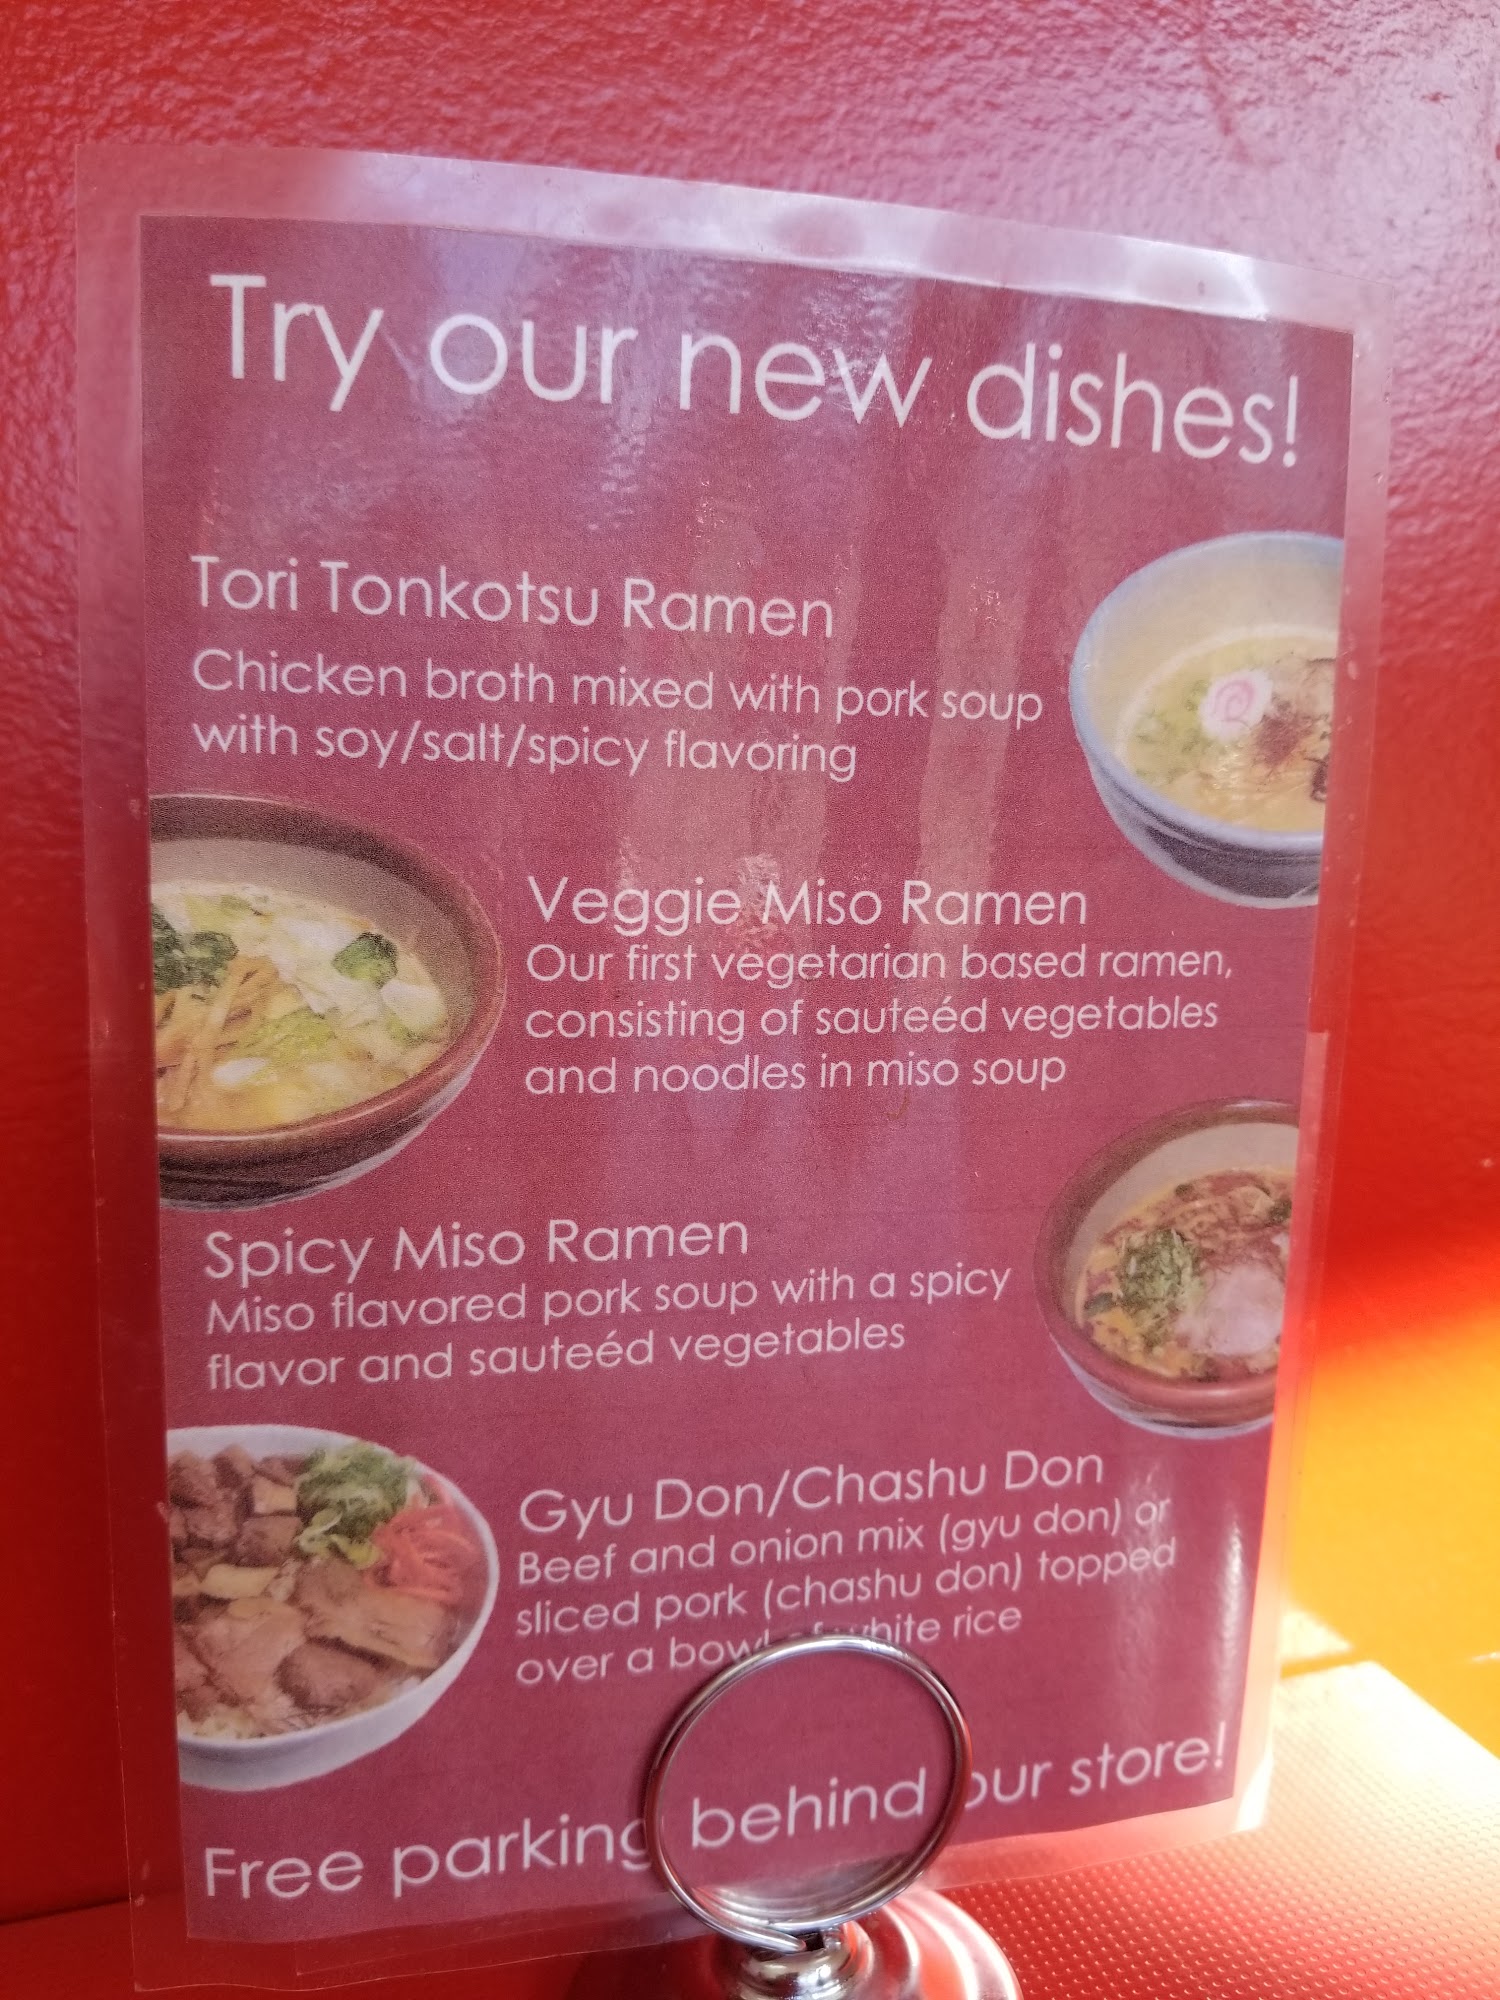 Try our new dishes!
Tori Tonkotsu Ramen
Chicken broth mixed with pork soup
with soy/salt/spicy flavoring
Veggie Miso Ramen
Our first vegetarian based ramen,
consisting of sauteéd vegetables
and noodles in miso soup
Spicy Miso Ramen
Miso flavored pork soup with a spicy
flavor and sauteéd vegetables
Gyu Don/Chashu Don
Beef and onion mix (gyu don) or
sliced pork (chashu don) topped
over a bowl of white rice
Free parking behind our store!